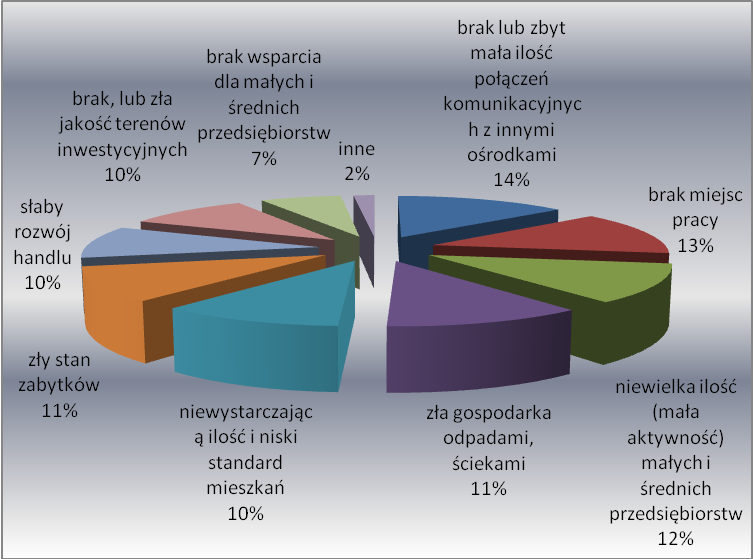 brak lub zbyt
mała ilość
połączeń
komunikacyjnyc
h z innymi
ośrodkami
14%
brak miejsc
pracy
13%
niewielka ilość
(mała
aktywność)
małych i
średnich
przedsiębiorstw
12%
zła gospodarka
odpadami,
ściekami
11%
niewystarczając
ą ilość i niski
standard
mieszkań
10%
zły stan
zabytków
11%
słaby
rozwój
handlu
10%
brak, lub zła
jakość terenów
inwestycyjnych
10%
brak wsparcia
dla małych i
średnich
przedsiębiorstw
7%
inne
2%